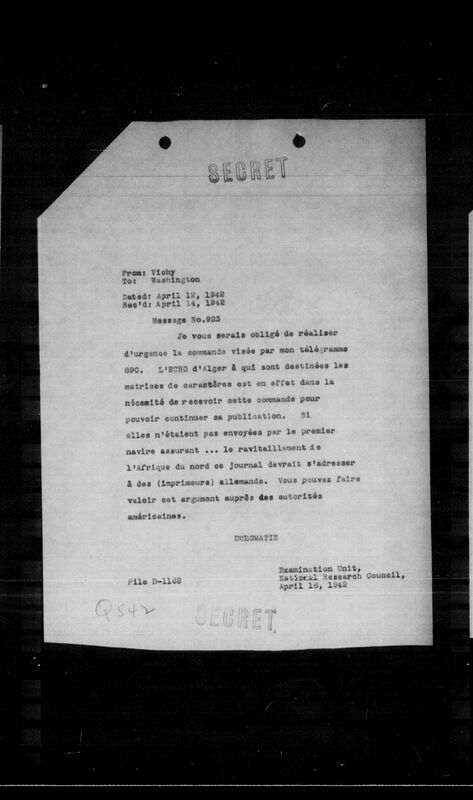 SECRET
From: Vichy
To: Washington
Dated: April 12, 1942
Rec'd: April 14, 1942
Message No.923
Je vous serais obligé de réaliser
d'urgence la commande visée par mon télégramme
890. L'ECHO d'Alger à qui sont destinées les
matrices de caractères est en effet dans la
nécesité de recevoir cette commande pour
pouvoir continuer sa publication. Si
elles n'étaient pas envoyées par le premier
navire assurant ... le ravitaillement de
l'Afrique du nord ce journal devrait s'adresser
à des (imprimeurs) allemands. Vous pouvez faire
valoir cet argument auprès des autorités
américaines.
DUROMATIE
Examination Unit,
National Research Council,
April 16, 1942
File D-1168
Q542
SECRET